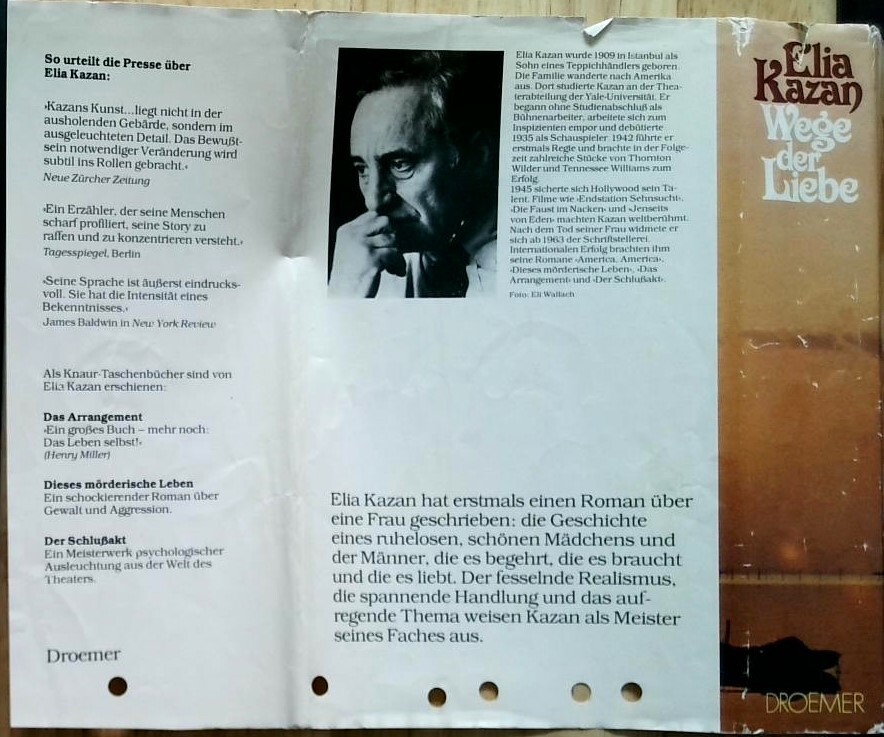 So urteilt die Presse über
Elia Kazan:
›Kazans Kunst...liegt nicht in der
ausholenden Gebärde, sondern im
ausgeleuchteten Detail. Das Bewußt-
sein notwendiger Veränderung wird
subtil ins Rollen gebracht.‹
Neue Zürcher Zeitung
›Ein Erzähler, der seine Menschen
scharf profiliert, seine Story zu
raffen und zu konzentrieren versteht.‹
Tagesspiegel, Berlin
›Seine Sprache ist äußerst eindrucks-
voll. Sie hat die Intensität eines
Bekenntnisses.‹
James Baldwin in New York Review
Als Knaur-Taschenbücher sind von
Elia Kazan erschienen:
Das Arrangement
›Ein großes Buch – mehr noch:
Das Leben selbst!‹
(Henry Miller)
Dieses mörderische Leben
Ein schockierender Roman über
Gewalt und Aggression.
Der Schlußakt
Ein Meisterwerk psychologischer
Ausleuchtung aus der Welt des
Theaters.
Droemer
Elia Kazan wurde 1909 in Istanbul als
Sohn eines Teppichhändlers geboren.
Die Familie wanderte nach Amerika
aus. Dort studierte Kazan an der Thea-
terabteilung der Yale-Universität. Er
begann ohne Studienabschluß als
Bühnenarbeiter, arbeitete sich zum
Inspizienten empor und debütierte
1935 als Schauspieler. 1942 führte er
erstmals Regie und brachte in der Folge-
zeit zahlreiche Stücke von Thornton
Wilder und Tennessee Williams zum
Erfolg.
1945 sicherte sich Hollywood sein Ta-
lent. Filme wie ›Endstation Sehnsucht‹,
›Die Faust im Nacken‹ und ›Jenseits
von Eden‹ machten Kazan weltberühmt.
Nach dem Tod seiner Frau widmete er
sich ab 1963 der Schriftstellerei.
Internationalen Erfolg brachten ihm
seine Romane ›America, America‹,
›Dieses mörderische Leben‹, ›Das
Arrangement‹ und ›Der Schlußakt‹.
Foto: Eli Wallach
Elia Kazan hat erstmals einen Roman über
eine Frau geschrieben: die Geschichte
eines ruhelosen, schönen Mädchens und
der Männer, die es begehrt, die es braucht
und die es liebt. Der fesselnde Realismus,
die spannende Handlung und das auf-
regende Thema weisen Kazan als Meister
seines Faches aus.
Elia
Kazan
Wege
der
Liebe
DROEMER